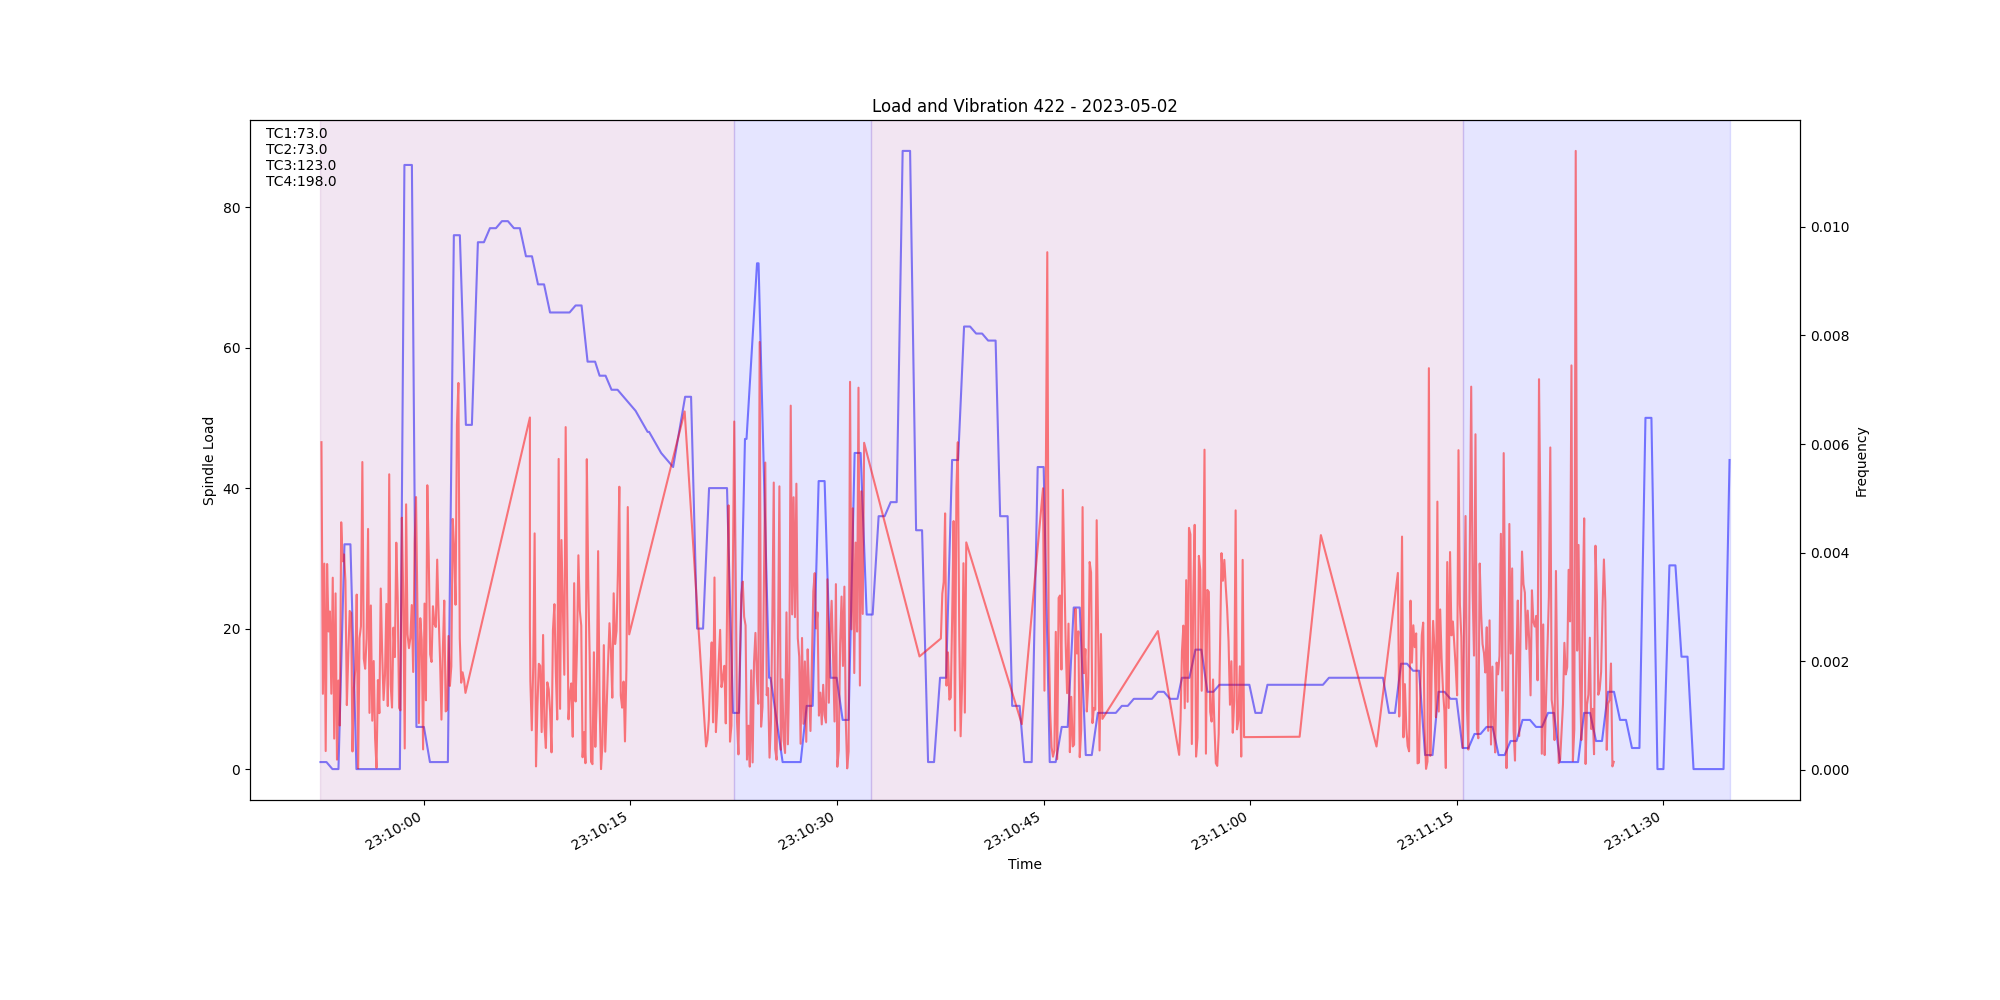 Load and Vibration 422 - 2023-05-02
TC1:73.0
TC2:73.0
TC3:123.0
TC4:198.0
80
60
40
20
0
Spindle Load
0.010
0.008
0.006
0.004
0.002
0.000
Frequency
23:10:00
23:10:15
23:10:30
23:10:45
23:11:00
23:11:15
23:11:30
Time